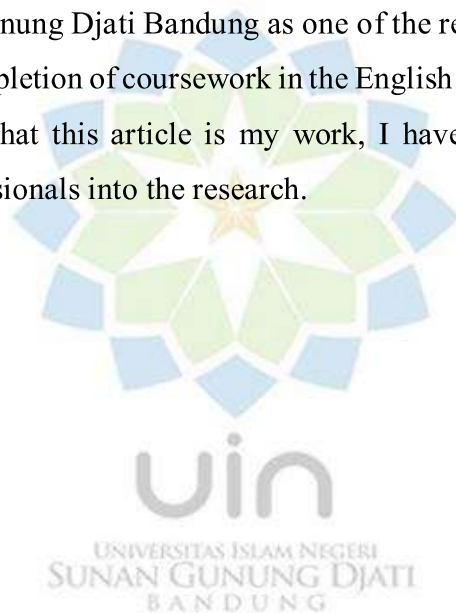 nung Djati Bandung as one of the re
pletion of coursework in the English
hat this article is my work, I have
sionals into the research.
uin
UNIVERSITAS ISLAM NEGERI
SUNAN GUNUNG DJATI
BANDUNG